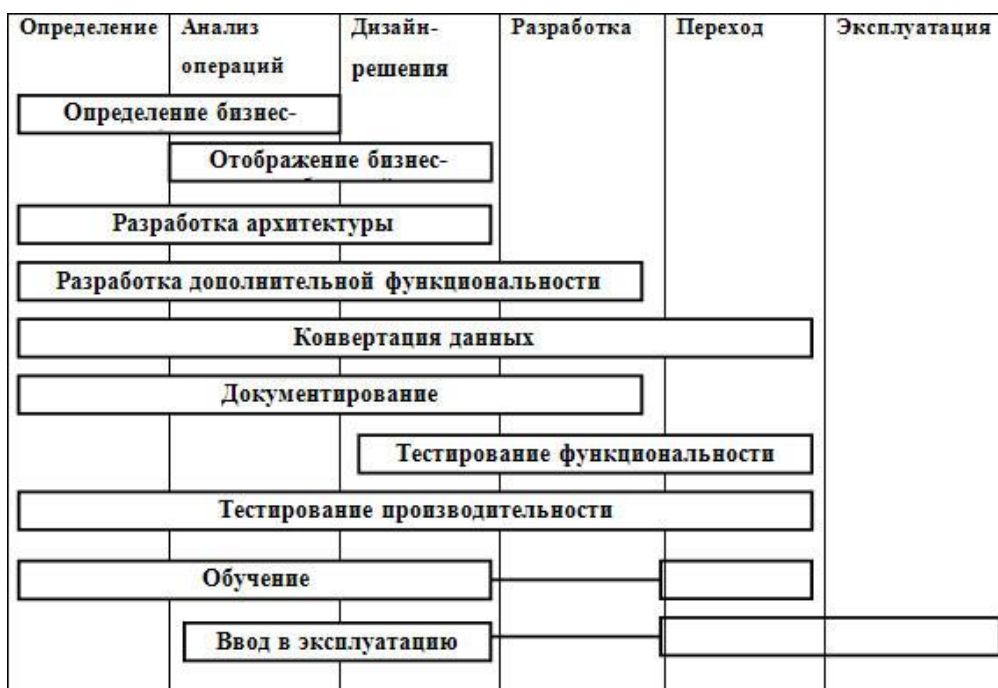 Определение
Анализ
операций
Дизайн-
решения
Разработка
Переход
Эксплуатация
Определение бизнес-
Отображение бизнес-
Разработка архитектуры
Разработка дополнительной функциональности
Конвертация данных
Документирование
Тестирование функциональности
Тестирование производительности
Обучение
Ввод в эксплуатацию